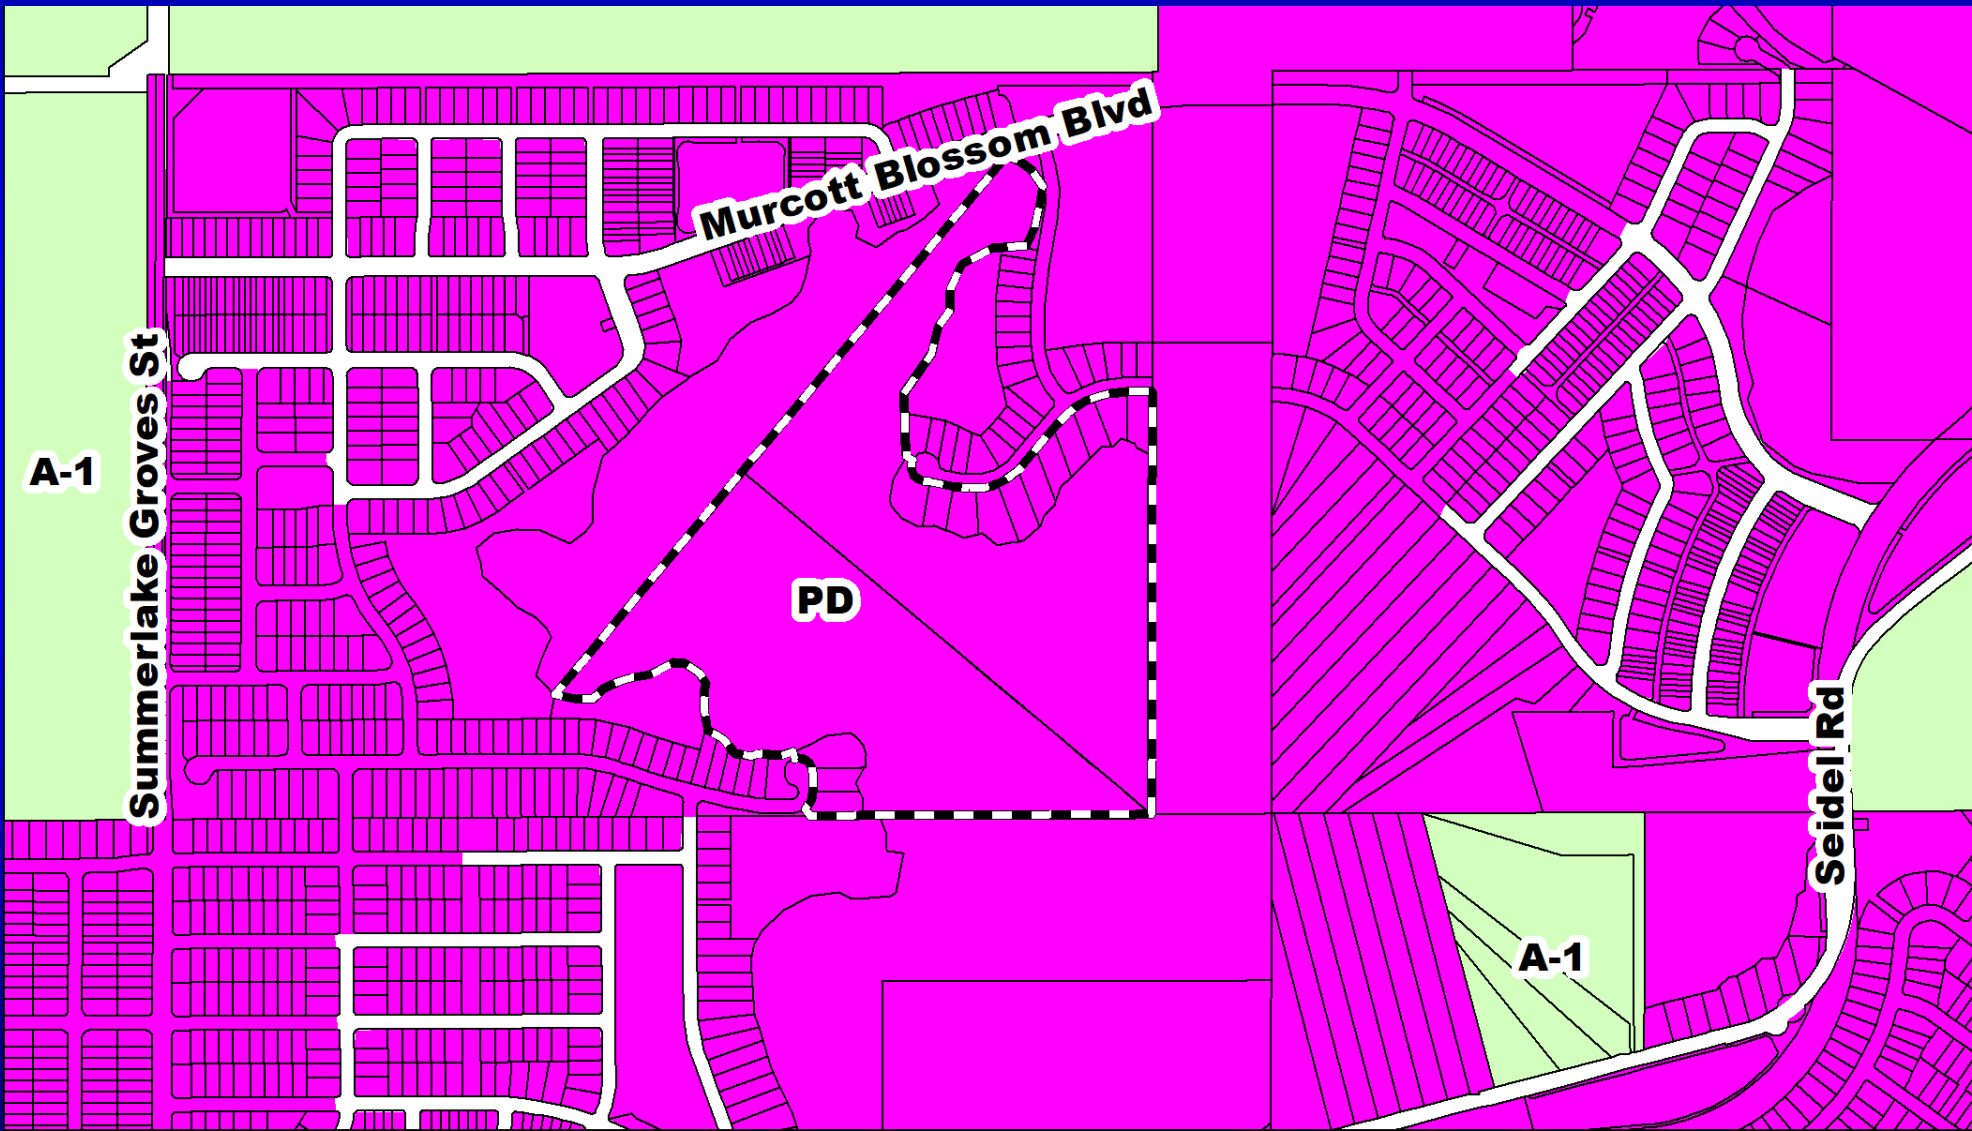 Murcott Blossom Blvd
Summerlake Groves St
A-1
PD
Seidel Rd
A-1